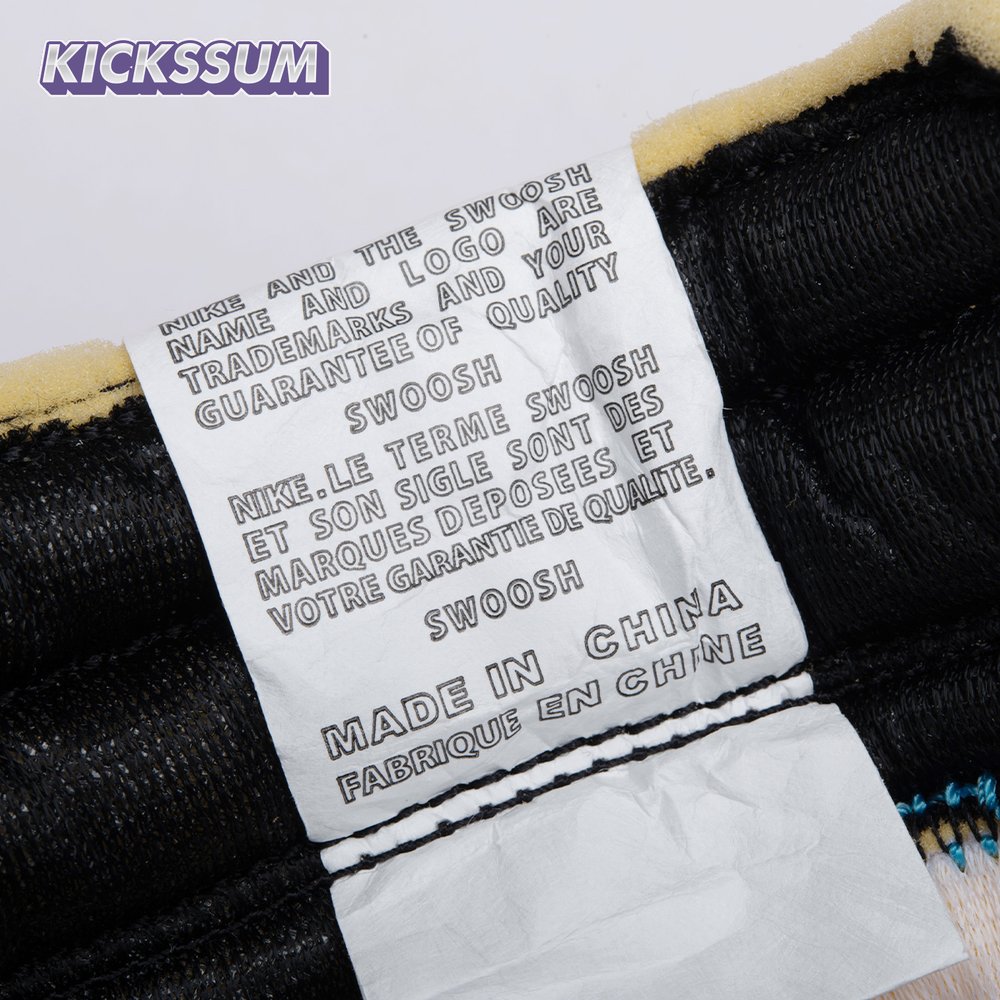 KICKSSUM
NIKE AND THE SWOOSH
NAME AND LOGO ARE
TRADEMARKS AND YOUR
GUARANTEE OF QUALITY
SWOOSH
NIKE.LE TERME SWOOSH
ET SON SIGLE SONT DES
MARQUES DEPOSEES ET
VOTRE GARANTIE DE QUALITE.
SWOOSH
MADE IN CHINA
FABRIQUE EN CHINE